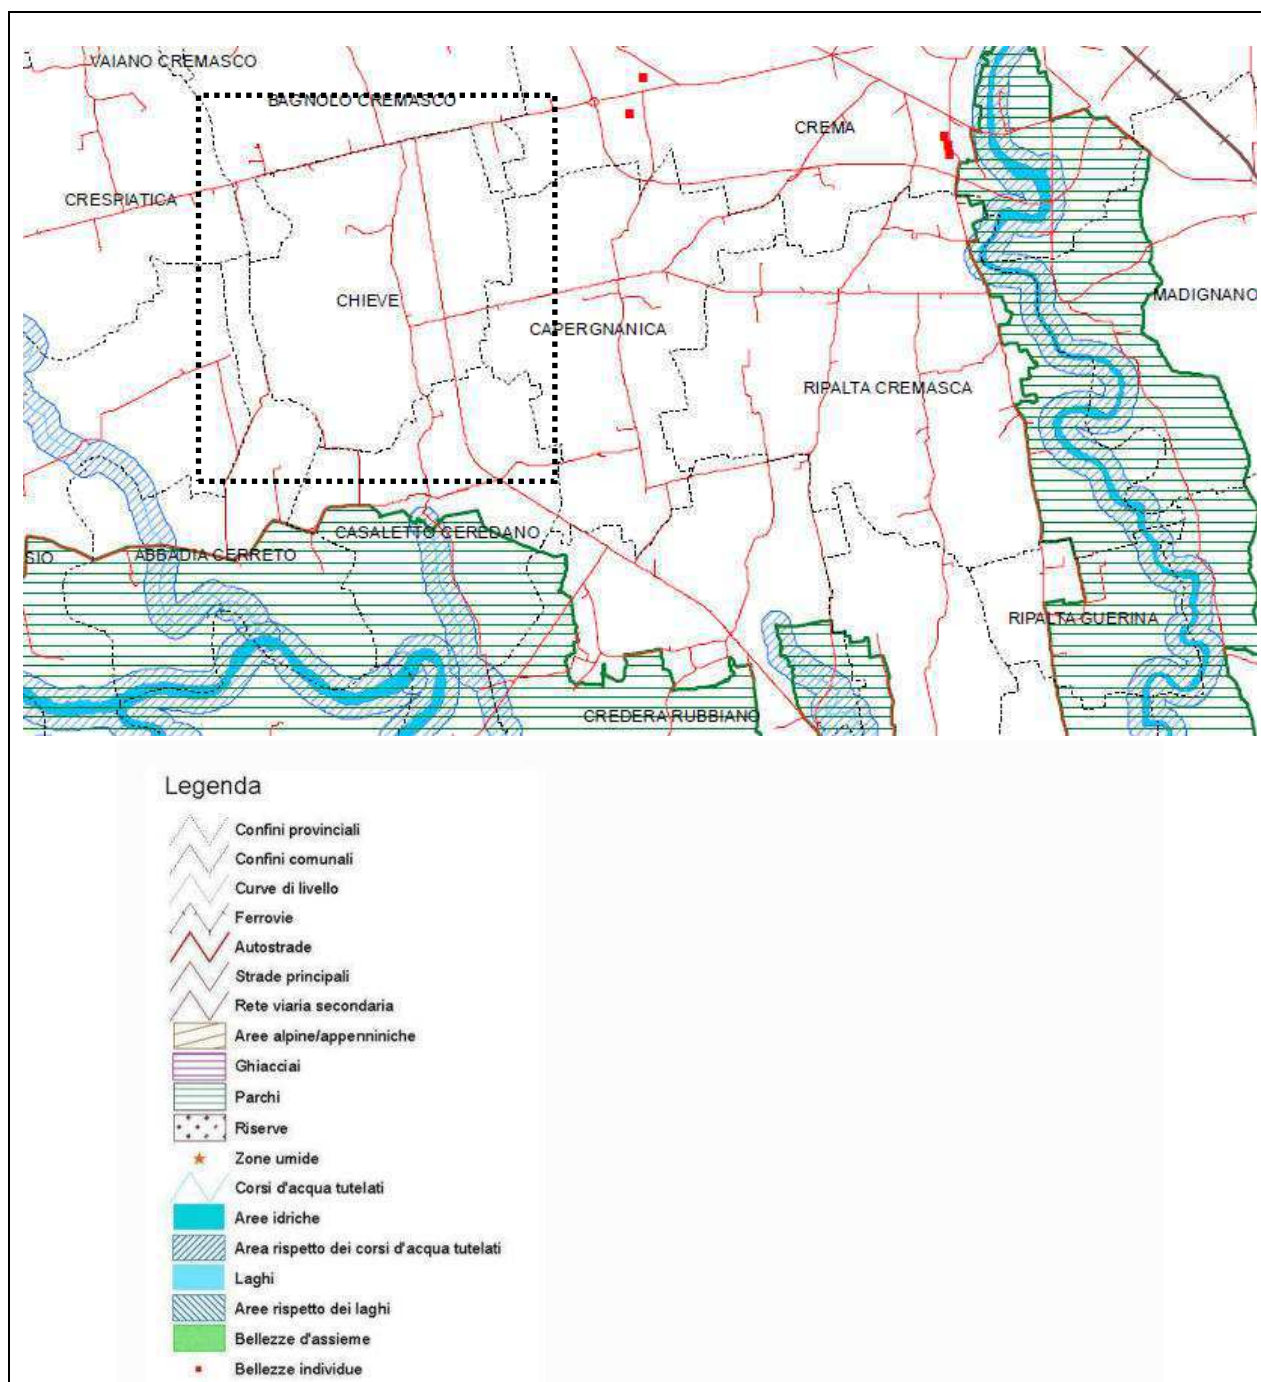 VAIANO CREMASCO
BAGNOLO CREMASCO
CREMA
CRESPIATICA
CHIEVE
MADIGNANO
CAPERGNANICA
RIPALTA CREMASCA
CASALETTO CEREDANO
SIO
ABBADIA CERRETO
RIPALTA GUERINA
CREDERA RUBBIANO
Legenda
Confini provinciali
Confini comunali
Curve di livello
Ferrovie
Autostrade
Strade principali
Rete viaria secondaria
Aree alpine/appenniniche
Ghiacciai
Parchi
Riserve
Zone umide
Corsi d'acqua tutelati
Aree idriche
Area rispetto dei corsi d'acqua tutelati
Laghi
Aree rispetto dei laghi
Bellezze d'assieme
Bellezze individue